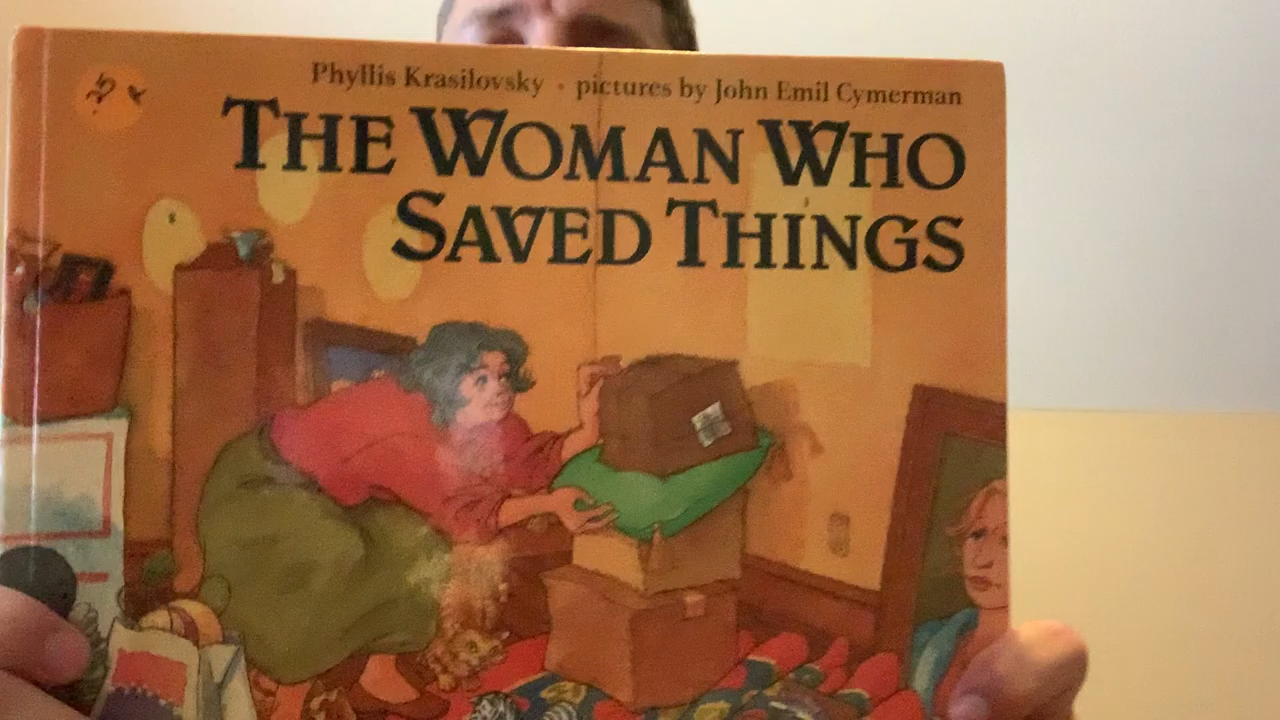 Phyllis Krasilovsky • pictures by John Emil Cymerman
THE WOMAN WHO
SAVED THINGS